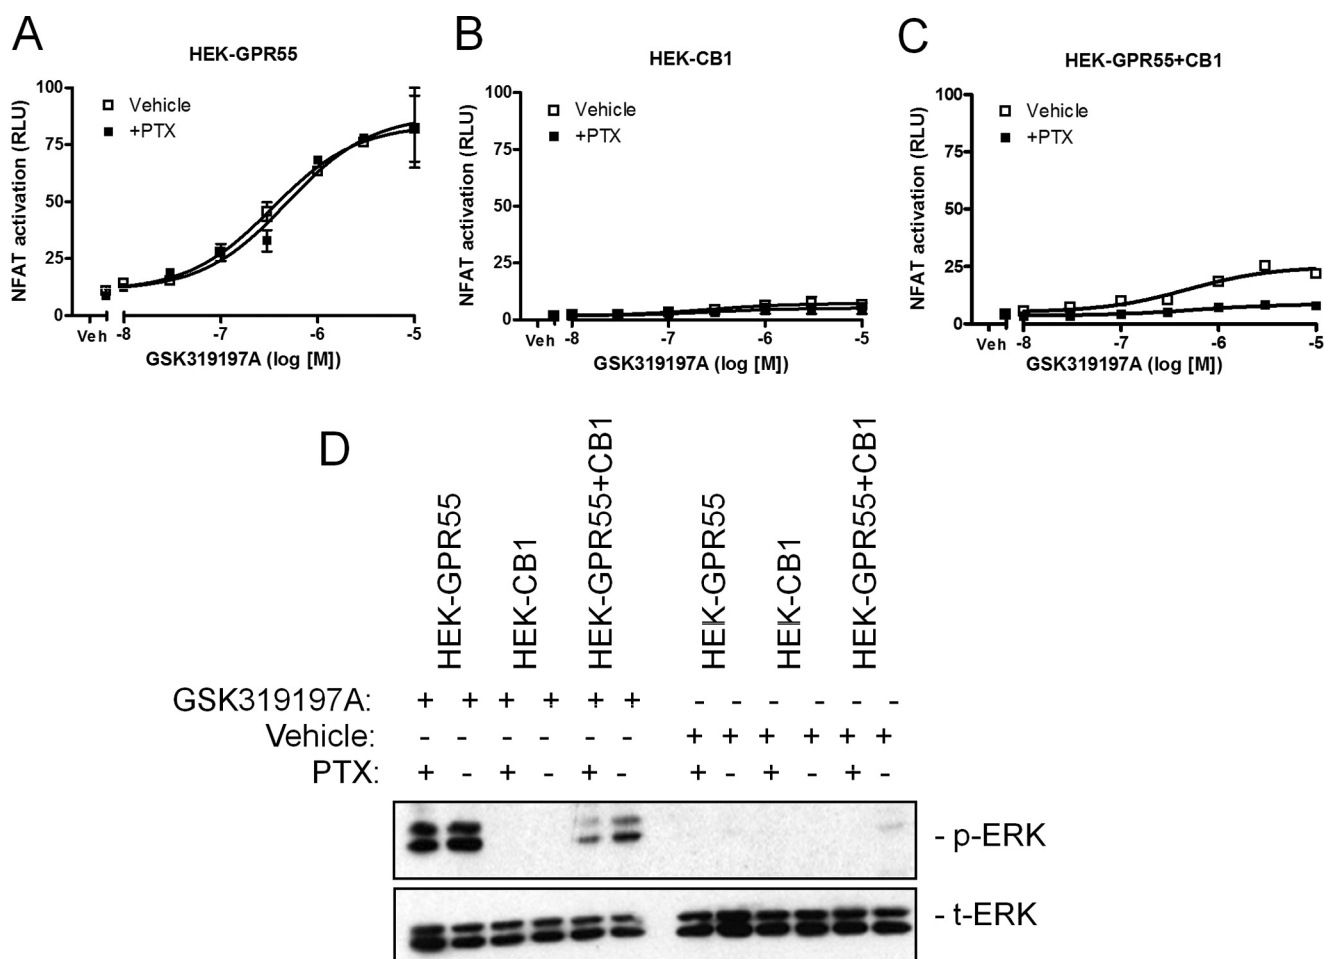 A
HEK-GPR55
NFAT activation (RLU)
100
75
50
25
0
Vehicle
+PTX
Veh -8 -7 -6 -5
GSK319197A (log [M])
B
HEK-CB1
NFAT activation (RLU)
100
75
50
25
0
Vehicle
+PTX
Veh -8 -7 -6 -5
GSK319197A (log [M])
C
HEK-GPR55+CB1
NFAT activation (RLU)
100
75
50
25
0
Vehicle
+PTX
Veh -8 -7 -6 -5
GSK319197A (log [M])
D
HEK-GPR55
HEK-CB1
HEK-GPR55+CB1
HEK-GPR55
HEK-CB1
HEK-GPR55+CB1
GSK319197A: + + + + + + - - - - - -
Vehicle: - - - - - - + + + + + +
PTX: + - + - + - + - + - + -
- p-ERK
- t-ERK